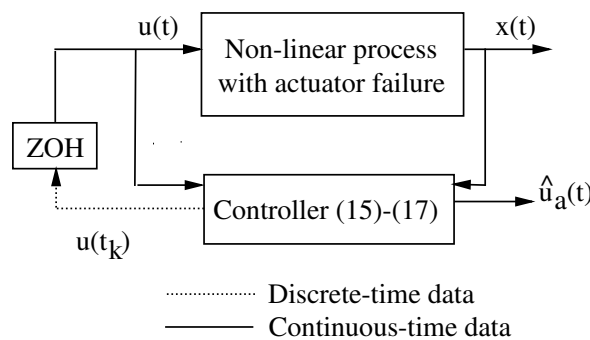 u(t)
x(t)
Non-linear process
with actuator failure
ZOH
Controller (15)-(17)
û_a(t)
u(t_k)
Discrete-time data
Continuous-time data